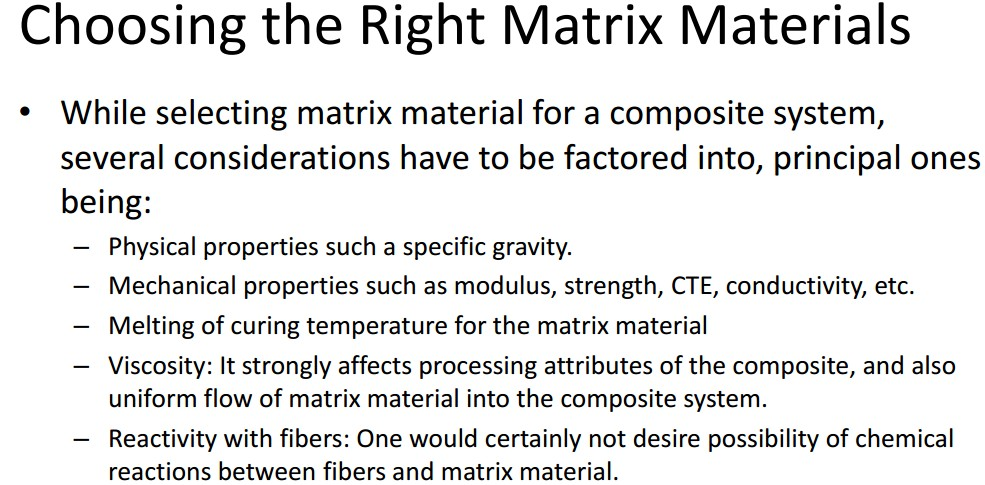 Choosing the Right Matrix Materials
• While selecting matrix material for a composite system,
several considerations have to be factored into, principal ones
being:
– Physical properties such a specific gravity.
– Mechanical properties such as modulus, strength, CTE, conductivity, etc.
– Melting of curing temperature for the matrix material
– Viscosity: It strongly affects processing attributes of the composite, and also
uniform flow of matrix material into the composite system.
– Reactivity with fibers: One would certainly not desire possibility of chemical
reactions between fibers and matrix material.